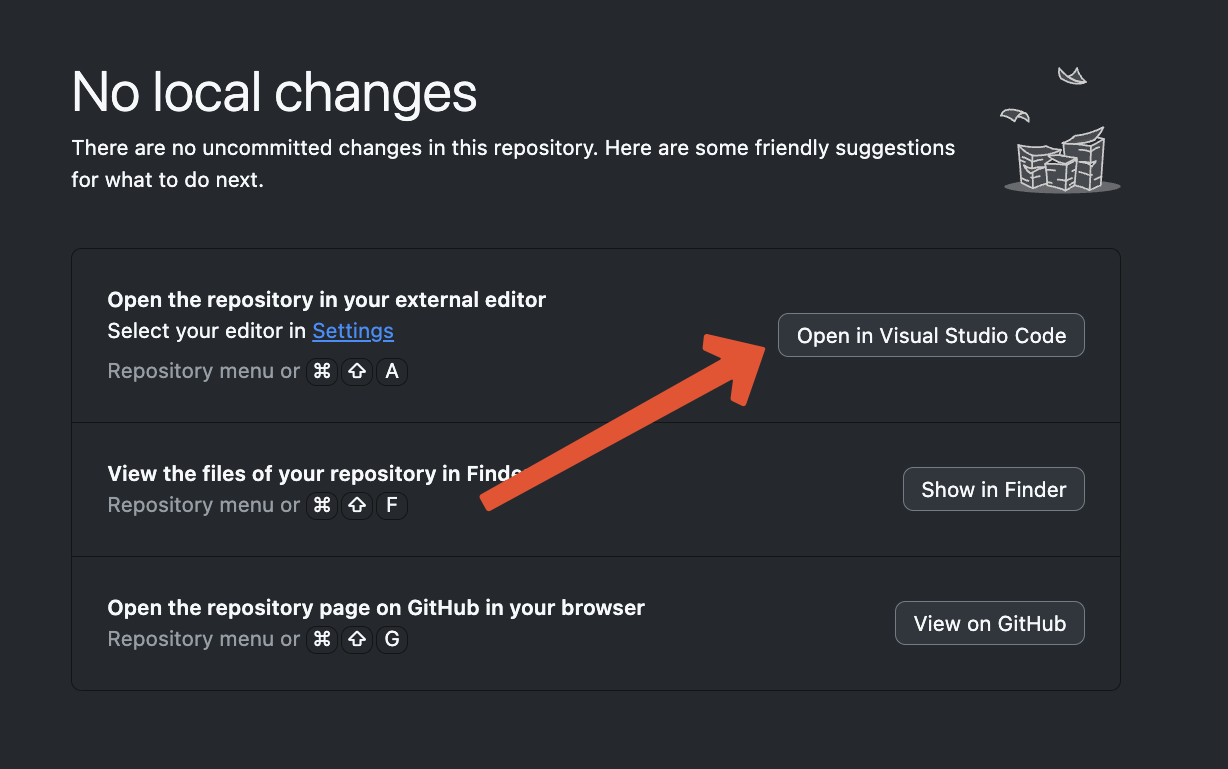 No local changes
There are no uncommitted changes in this repository. Here are some friendly suggestions
for what to do next.
Open the repository in your external editor
Select your editor in Settings
Repository menu or ⌘ ⇧ A
Open in Visual Studio Code
View the files of your repository in Finde
Repository menu or ⌘ ⇧ F
Show in Finder
Open the repository page on GitHub in your browser
Repository menu or ⌘ ⇧ G
View on GitHub